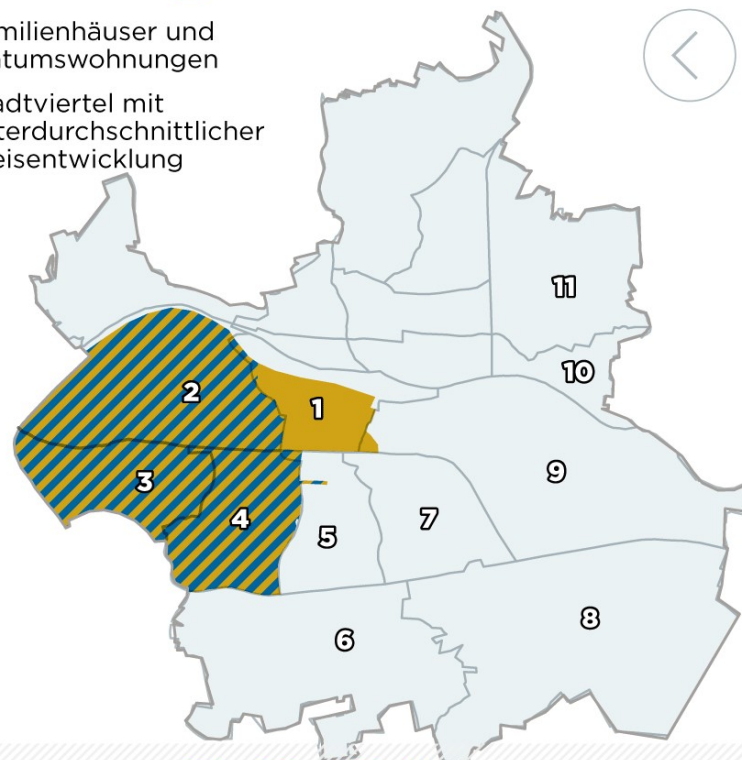 milienhäuser und
tumswohnungen
adtviertel mit
terdurchschnittlicher
eisentwicklung
11
10
2
1
9
3
4
7
5
8
6